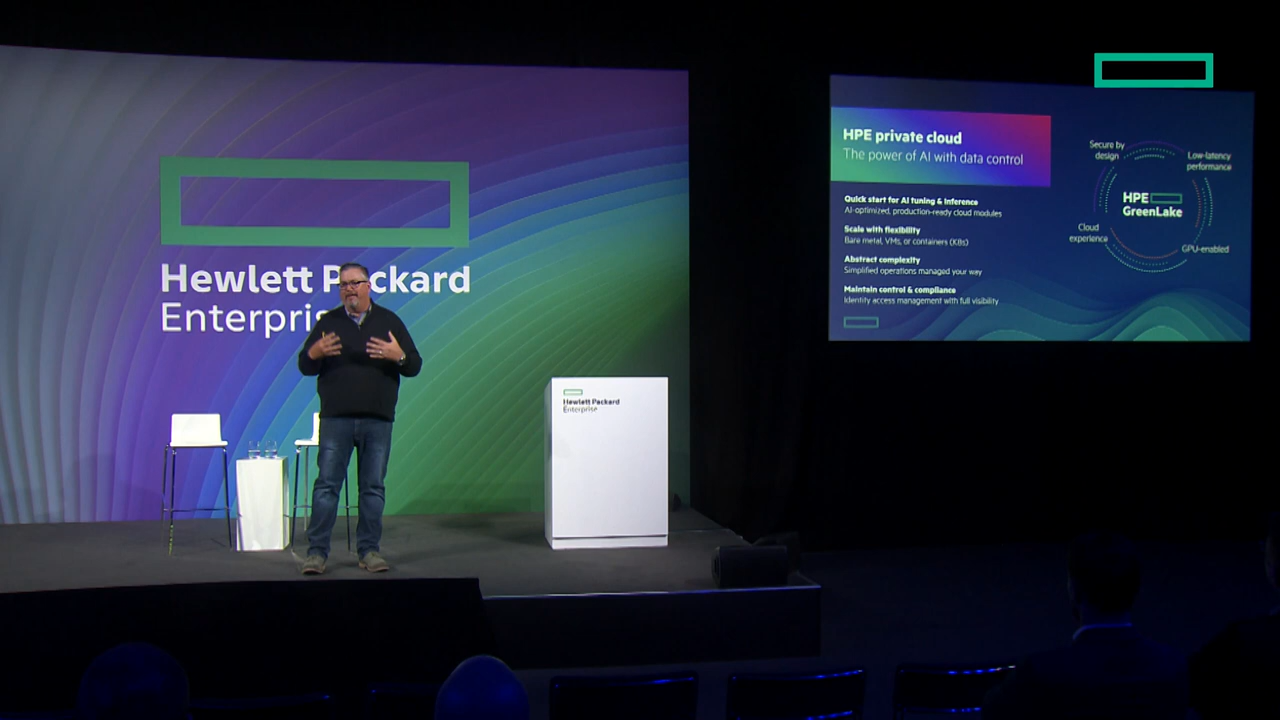 Hewlett Packard
Enterprise
HPE private cloud
The power of AI with data control
Quick start for AI tuning & inference
AI-optimized, production-ready cloud modules
Scale with flexibility
Bare metal, VMs, or containers (K8s)
Abstract complexity
Simplified operations managed your way
Maintain control & compliance
Identity access management with full visibility
Secure by
design
Low-latency
performance
HPE
GreenLake
Cloud
experience
GPU-enabled
Hewlett Packard
Enterprise